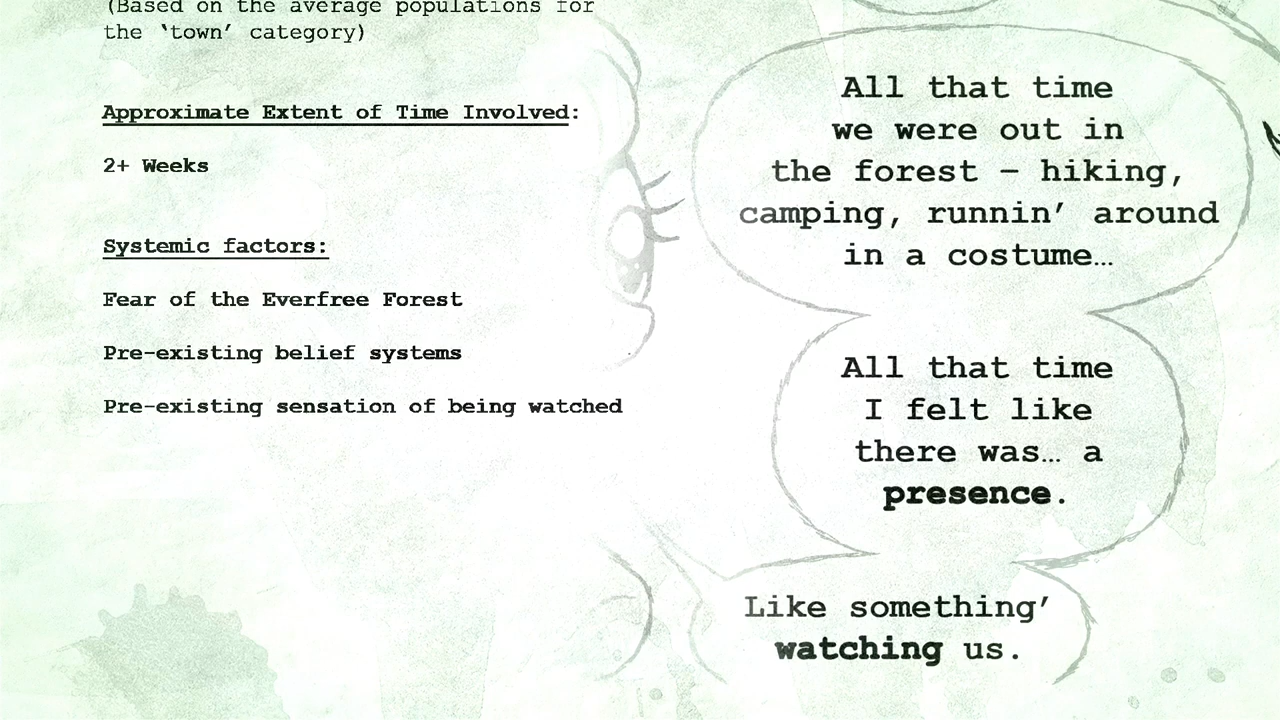 (Based on the average populations for
the ‘town’ category)
Approximate Extent of Time Involved:
2+ Weeks
Systemic factors:
Fear of the Everfree Forest
Pre-existing belief systems
Pre-existing sensation of being watched
All that time
we were out in
the forest – hiking,
camping, runnin’ around
in a costume…
All that time
I felt like
there was… a
presence.
Like something’
watching us.